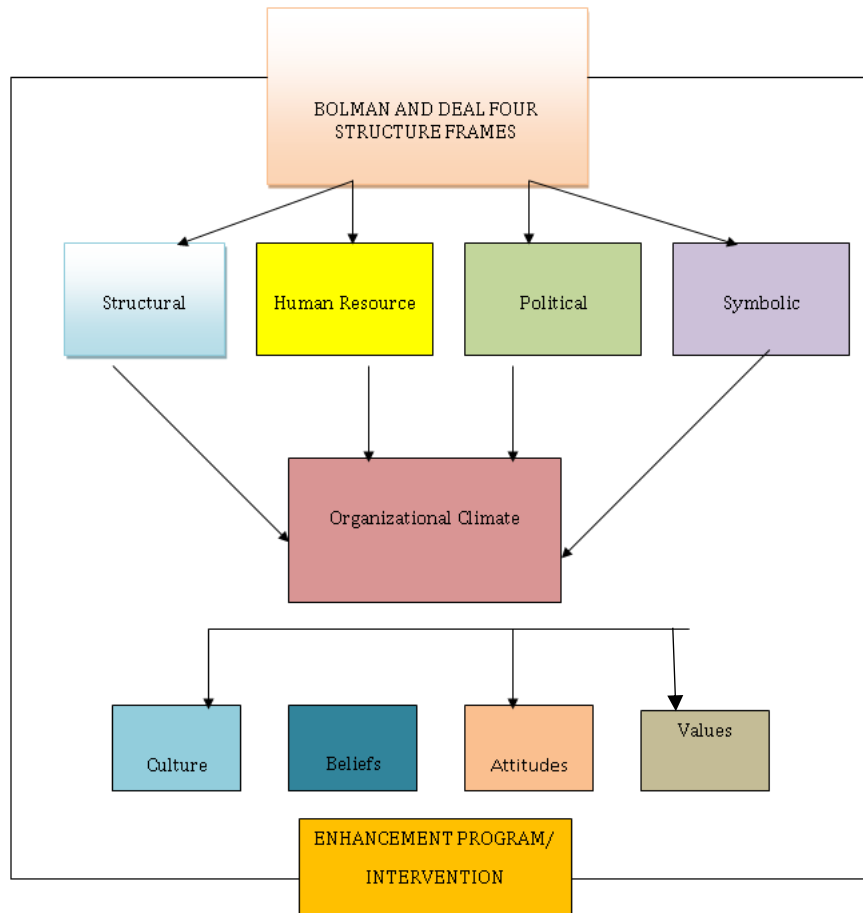 BOLMAN AND DEAL FOUR
STRUCTURE FRAMES
Structural
Human Resource
Political
Symbolic
Organizational Climate
Culture
Beliefs
Attitudes
Values
ENHANCEMENT PROGRAM/
INTERVENTION